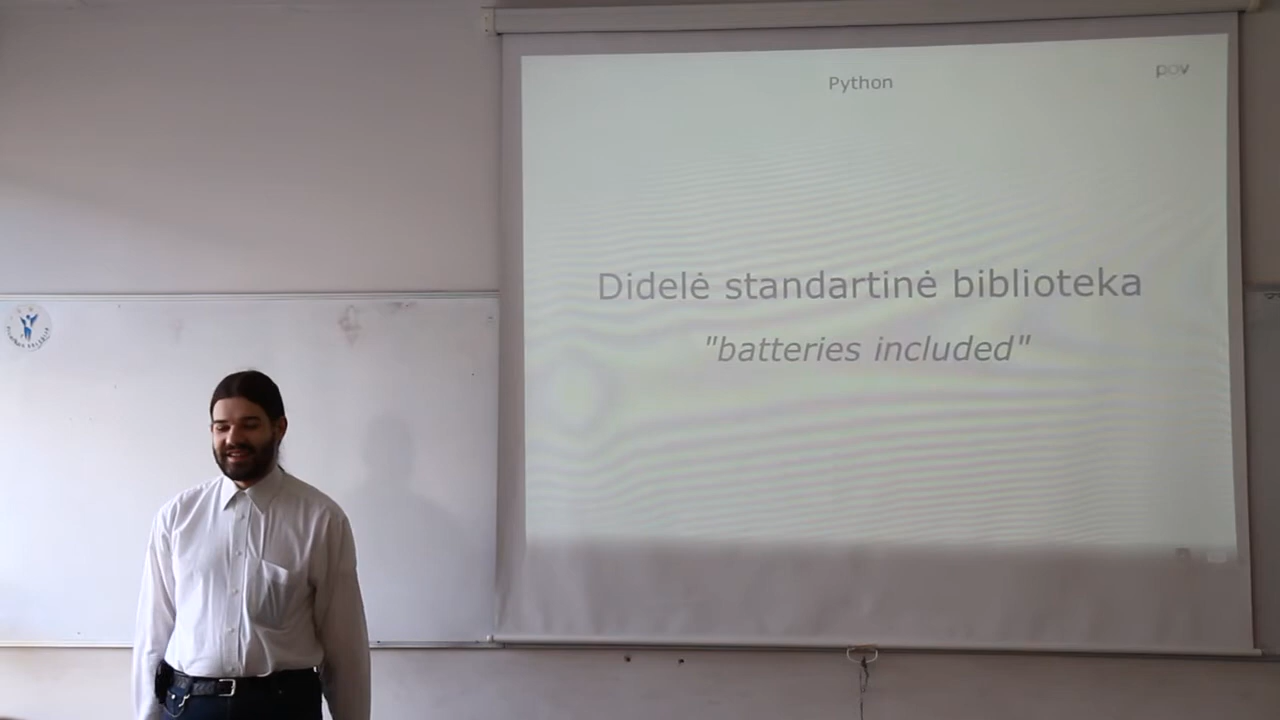 Python
pov
Didelė standartinė biblioteka
"batteries included"